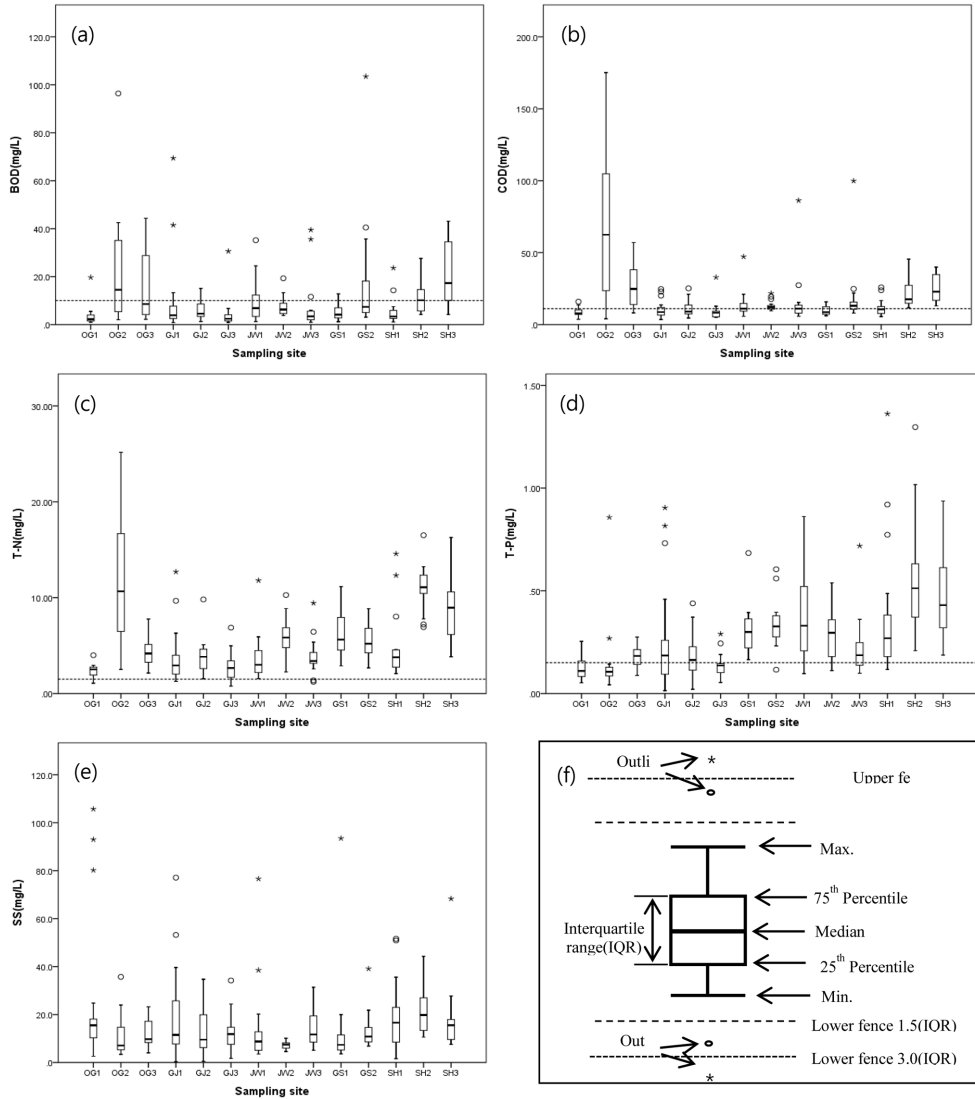 (a)
BOD(mg/L)
120.0
100.0
80.0
60.0
40.0
20.0
.0
OG1 OG2 OG3 GJ1 GJ2 GJ3 JW1 JW2 JW3 GS1 GS2 SH1 SH2 SH3
Sampling site
(b)
COD(mg/L)
200.0
150.0
100.0
50.0
.0
OG1 OG2 OG3 GJ1 GJ2 GJ3 JW1 JW2 JW3 GS1 GS2 SH1 SH2 SH3
Sampling site
(c)
T-N(mg/L)
30.00
20.00
10.00
.00
OG1 OG2 OG3 GJ1 GJ2 GJ3 JW1 JW2 JW3 GS1 GS2 SH1 SH2 SH3
Sampling site
(d)
T-P(mg/L)
1.50
1.00
.50
.00
OG1 OG2 OG3 GJ1 GJ2 GJ3 GS1 GS2 JW1 JW2 JW3 SH1 SH2 SH3
Sampling site
(e)
SS(mg/L)
120.0
100.0
80.0
60.0
40.0
20.0
.0
OG1 OG2 OG3 GJ1 GJ2 GJ3 JW1 JW2 JW3 GS1 GS2 SH1 SH2 SH3
Sampling site
(f)
Outli
Upper fe
Max.
75th Percentile
Interquartile
range(IQR)
Median
25th Percentile
Min.
Lower fence 1.5(IQR)
Out
Lower fence 3.0(IQR)